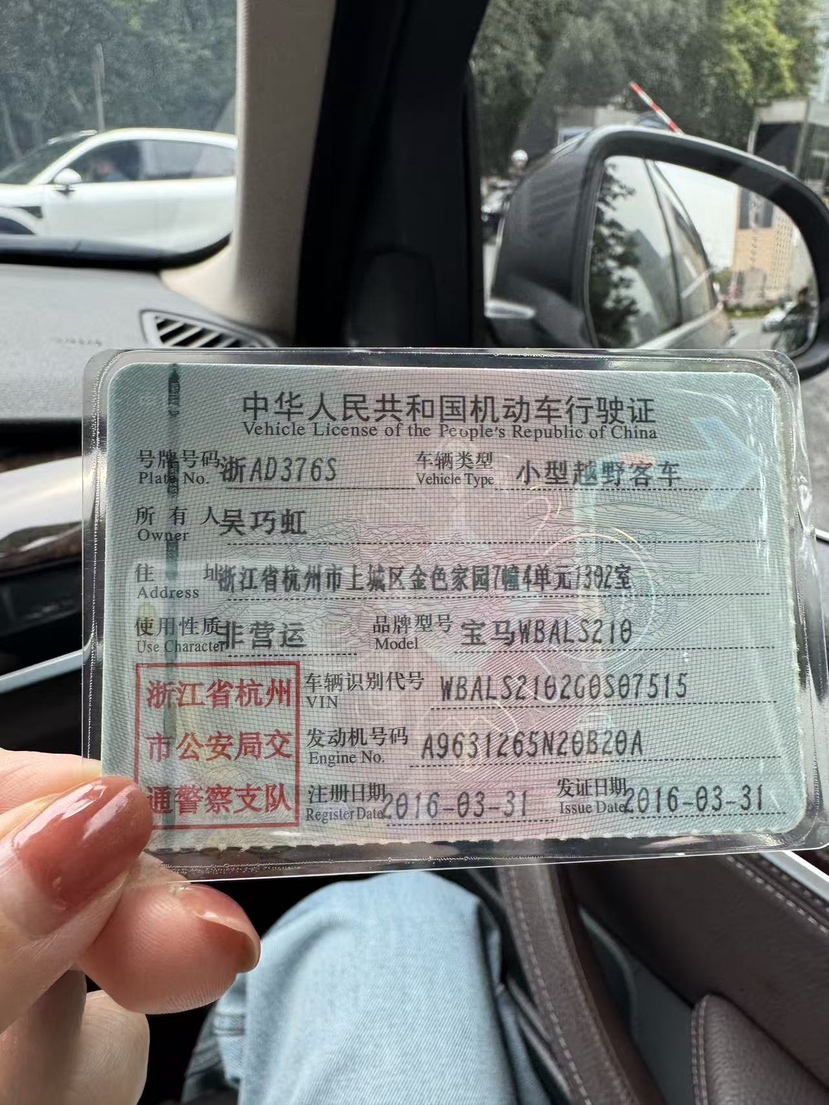 中华人民共和国机动车行驶证
Vehicle License of the People's Republic of China
号牌号码 浙AD376S 车辆类型 小型越野客车
Plate No. Vehicle Type
所有人 吴巧虹
Owner
住址 浙江省杭州市上城区金色家园7幢4单元1302室
Address
使用性质 非营运 品牌型号 宝马WBALS210
Use Character Model
浙江省杭州 车辆识别代号 WBALS2102G0S07515
VIN
市公安局交 发动机号码 A9631265N20B20A
Engine No.
通警察支队 注册日期 2016-03-31 发证日期 2016-03-31
Register Date Issue Date